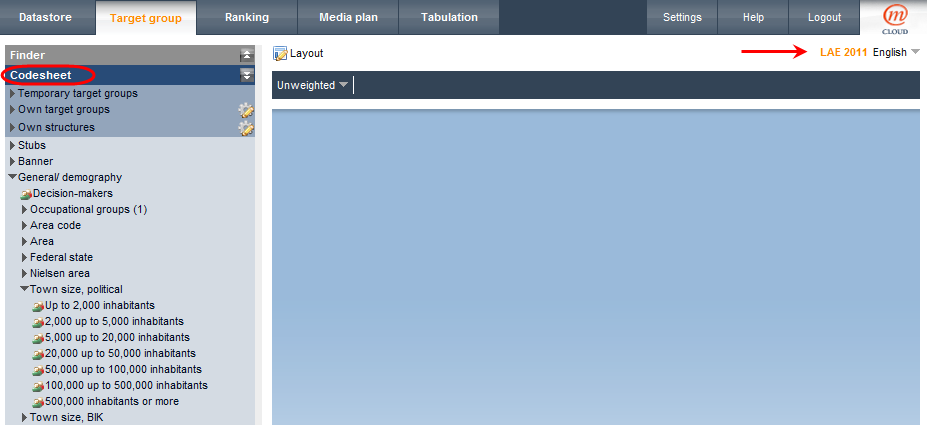 Datastore Target group Ranking Media plan Tabulation Settings Help Logout m
CLOUD
Finder
Codesheet
Temporary target groups
Own target groups
Own structures
Stubs
Banner
General/ demography
Decision-makers
Occupational groups (1)
Area code
Area
Federal state
Nielsen area
Town size, political
Up to 2,000 inhabitants
2,000 up to 5,000 inhabitants
5,000 up to 20,000 inhabitants
20,000 up to 50,000 inhabitants
50,000 up to 100,000 inhabitants
100,000 up to 500,000 inhabitants
500,000 inhabitants or more
Town size, BIK
Layout
LAE 2011 English
Unweighted